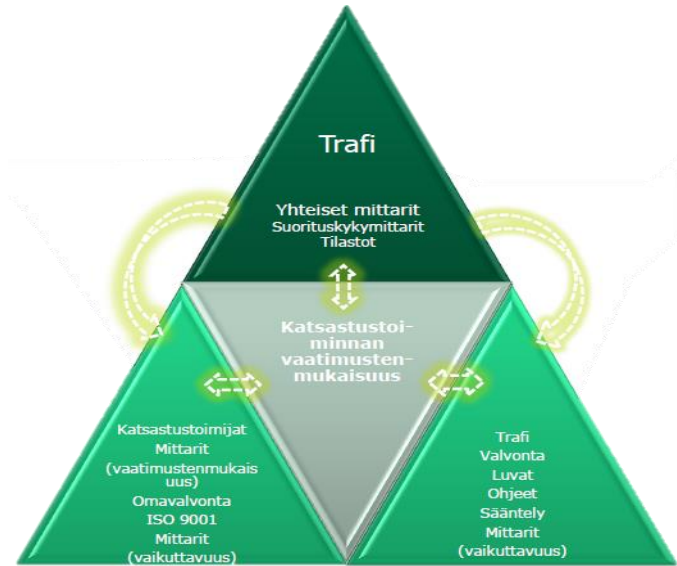 Trafi
Yhteiset mittarit
Suorituskykymittarit
Tilastot
Katsastustoi-
minnan
vaatimusten-
mukaisuus
Katsastustoimijat
Mittarit
(vaatimustenmukais
uus)
Omavalvonta
ISO 9001
Mittarit
(vaikuttavuus)
Trafi
Valvonta
Luvat
Ohjeet
Sääntely
Mittarit
(vaikuttavuus)